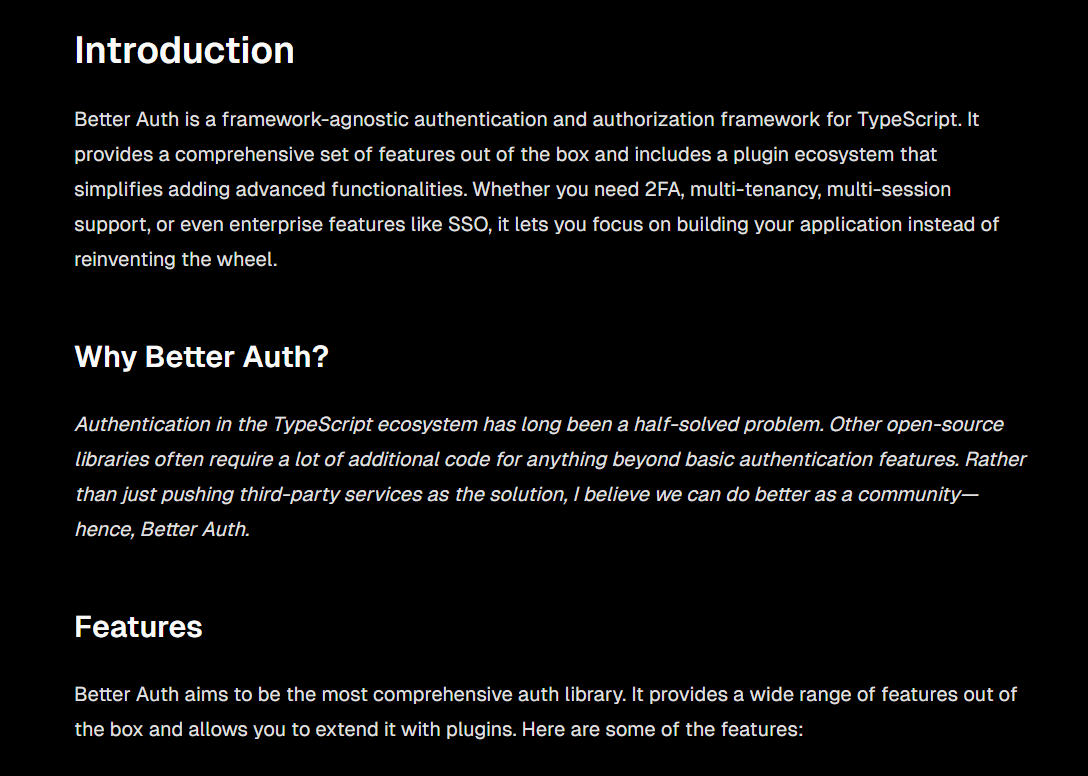 Introduction
Better Auth is a framework-agnostic authentication and authorization framework for TypeScript. It
provides a comprehensive set of features out of the box and includes a plugin ecosystem that
simplifies adding advanced functionalities. Whether you need 2FA, multi-tenancy, multi-session
support, or even enterprise features like SSO, it lets you focus on building your application instead of
reinventing the wheel.
Why Better Auth?
Authentication in the TypeScript ecosystem has long been a half-solved problem. Other open-source
libraries often require a lot of additional code for anything beyond basic authentication features. Rather
than just pushing third-party services as the solution, I believe we can do better as a community—
hence, Better Auth.
Features
Better Auth aims to be the most comprehensive auth library. It provides a wide range of features out of
the box and allows you to extend it with plugins. Here are some of the features: